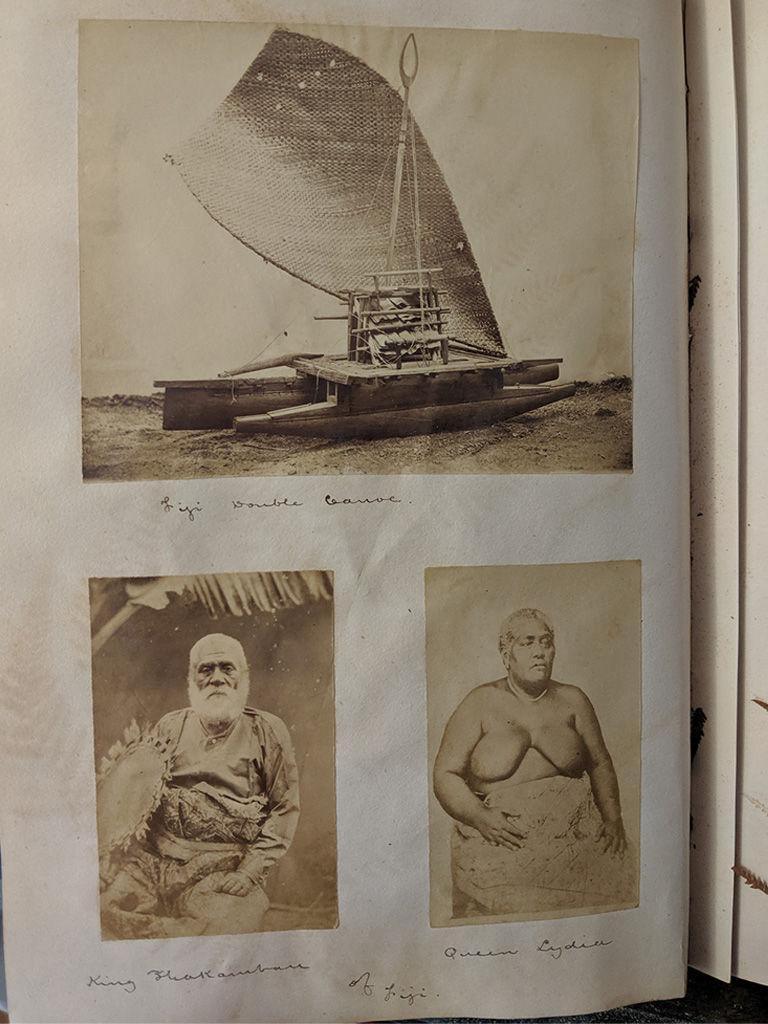 Fiji Double Canoe.
King Thakambau
Queen Lydia
of Fiji.